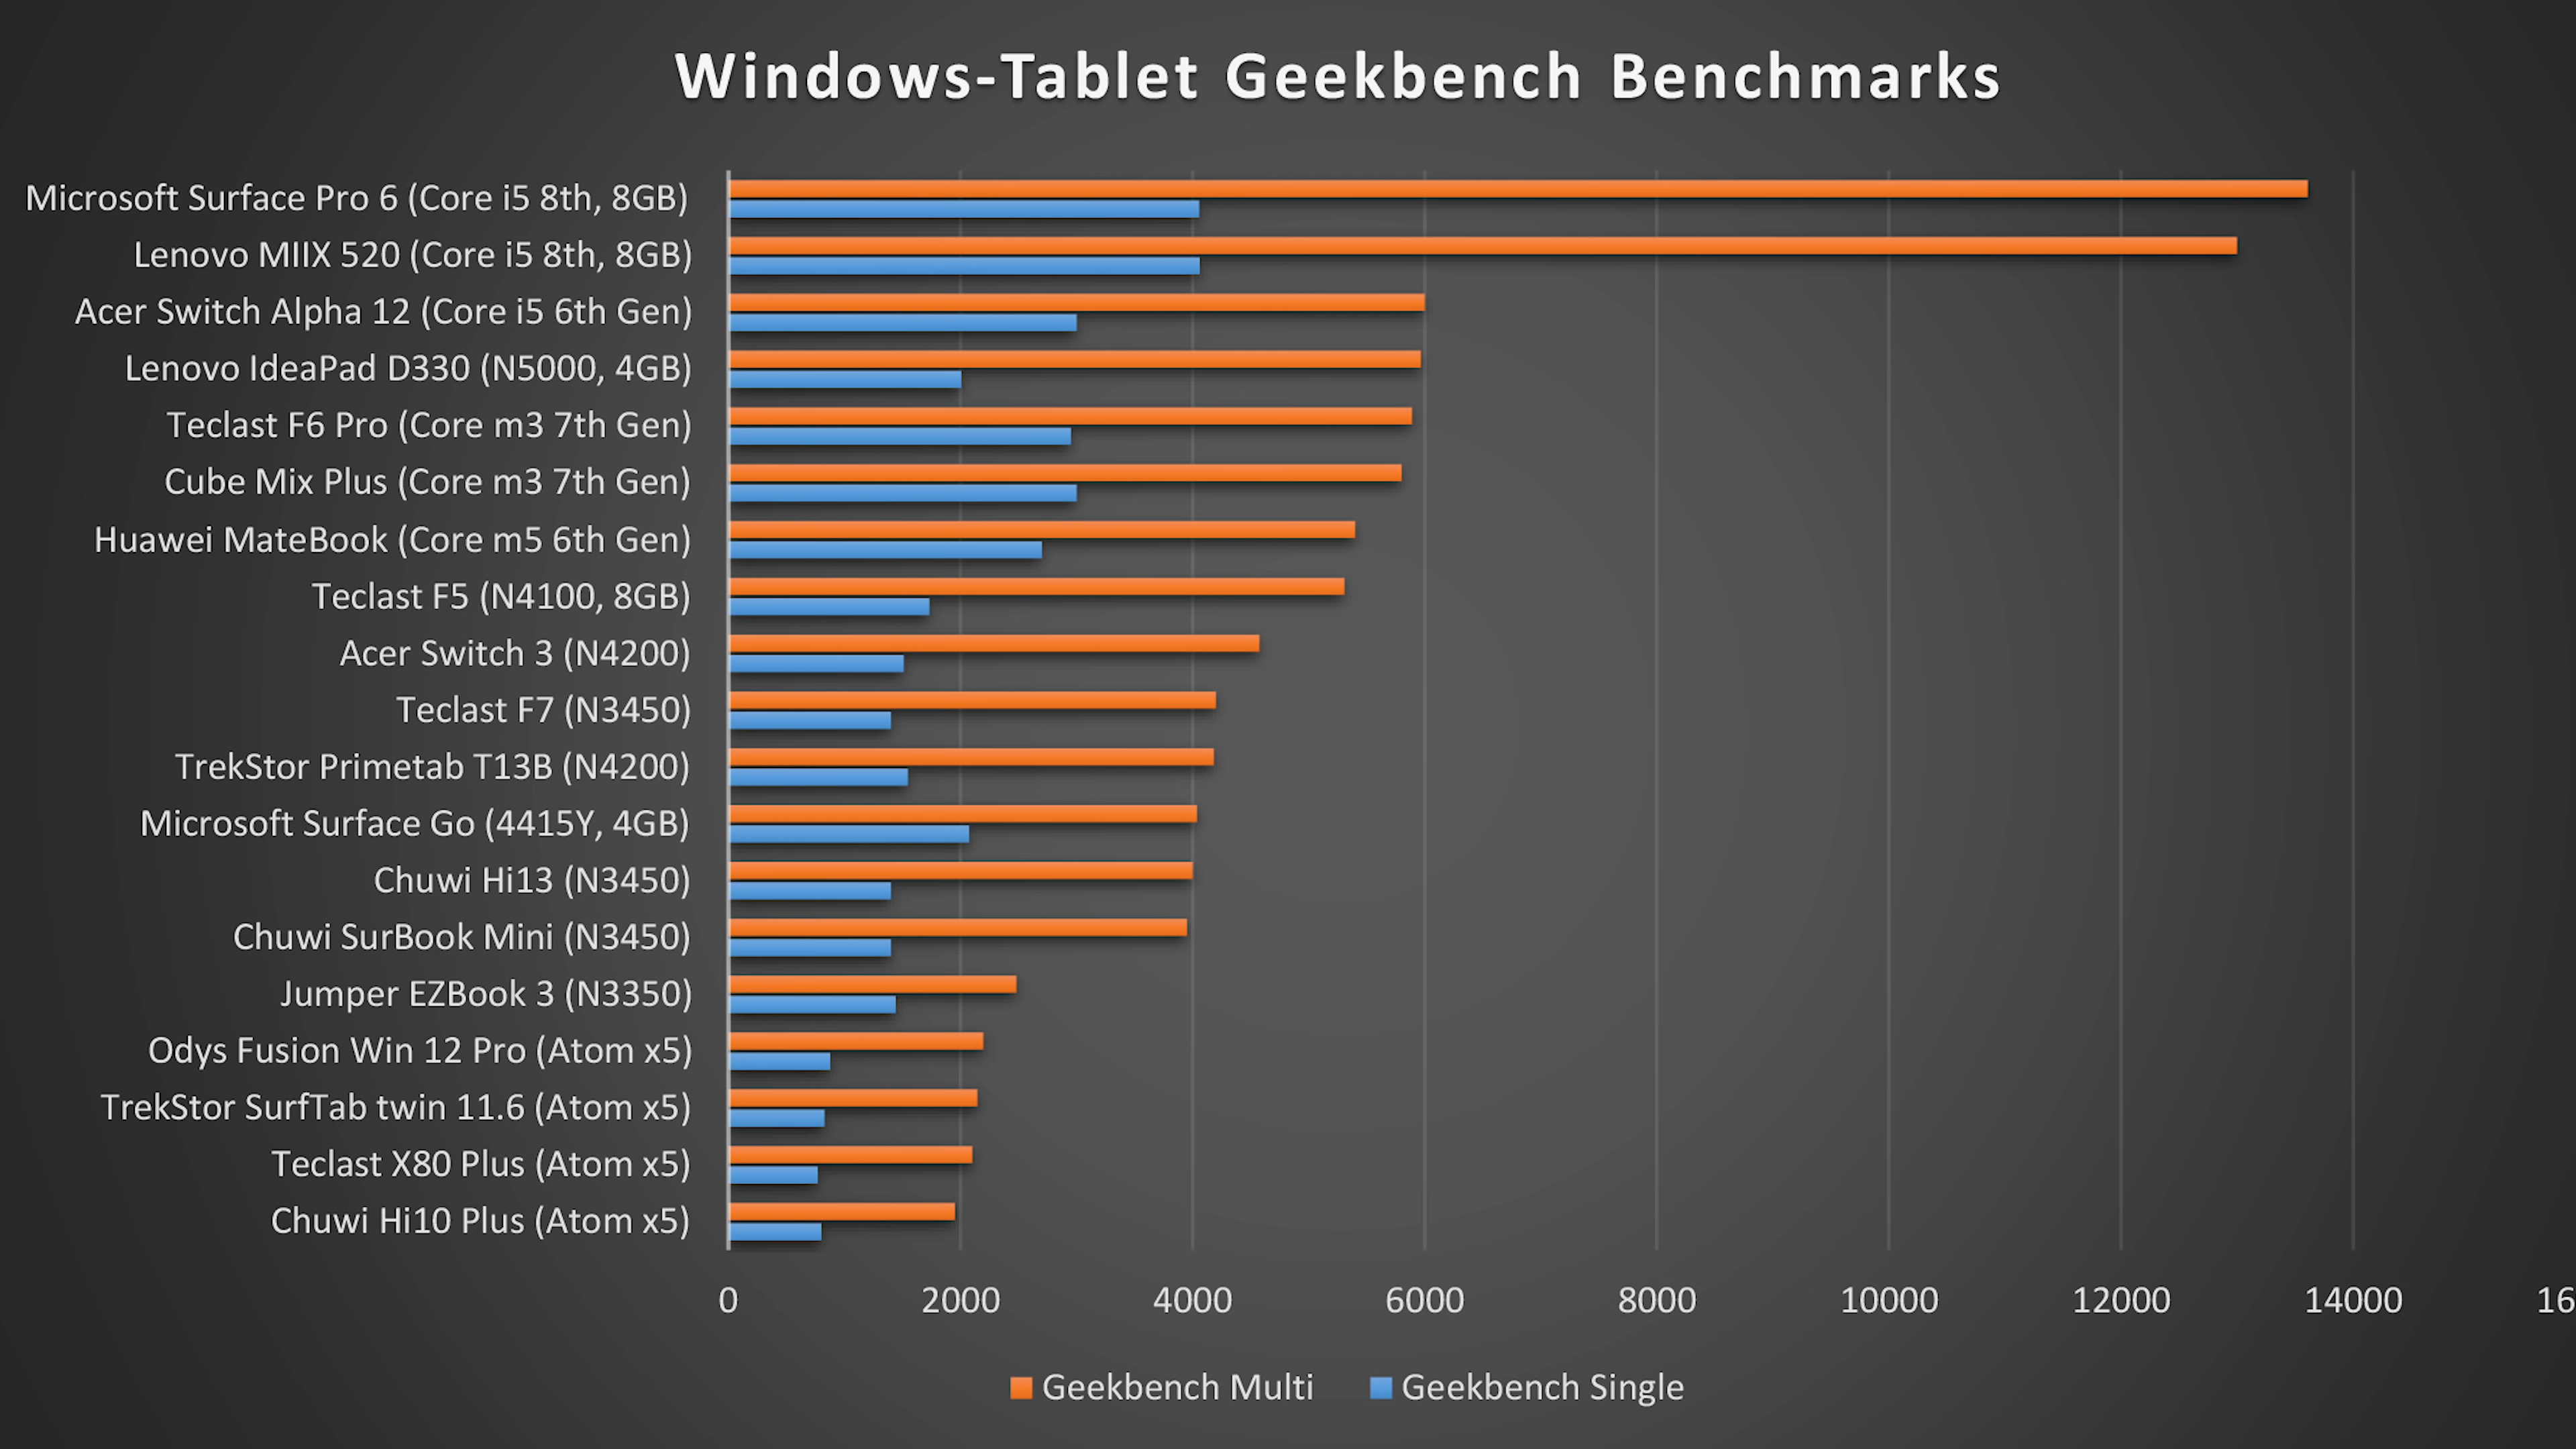 Windows-Tablet Geekbench Benchmarks
Microsoft Surface Pro 6 (Core i5 8th, 8GB)
Lenovo MIIX 520 (Core i5 8th, 8GB)
Acer Switch Alpha 12 (Core i5 6th Gen)
Lenovo IdeaPad D330 (N5000, 4GB)
Teclast F6 Pro (Core m3 7th Gen)
Cube Mix Plus (Core m3 7th Gen)
Huawei MateBook (Core m5 6th Gen)
Teclast F5 (N4100, 8GB)
Acer Switch 3 (N4200)
Teclast F7 (N3450)
TrekStor Primetab T13B (N4200)
Microsoft Surface Go (4415Y, 4GB)
Chuwi Hi13 (N3450)
Chuwi SurBook Mini (N3450)
Jumper EZBook 3 (N3350)
Odys Fusion Win 12 Pro (Atom x5)
TrekStor SurfTab twin 11.6 (Atom x5)
Teclast X80 Plus (Atom x5)
Chuwi Hi10 Plus (Atom x5)
0 2000 4000 6000 8000 10000 12000 14000 16
Geekbench Multi Geekbench Single